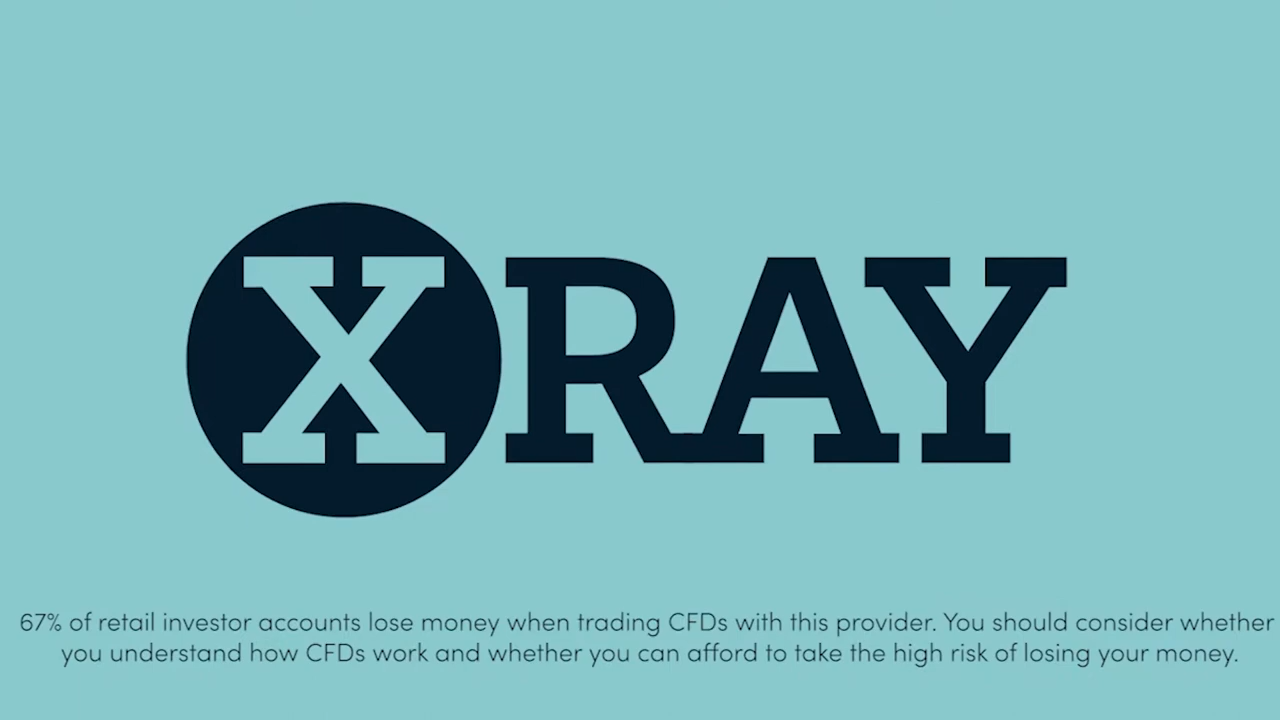 XRAY
67% of retail investor accounts lose money when trading CFDs with this provider. You should consider whether
you understand how CFDs work and whether you can afford to take the high risk of losing your money.